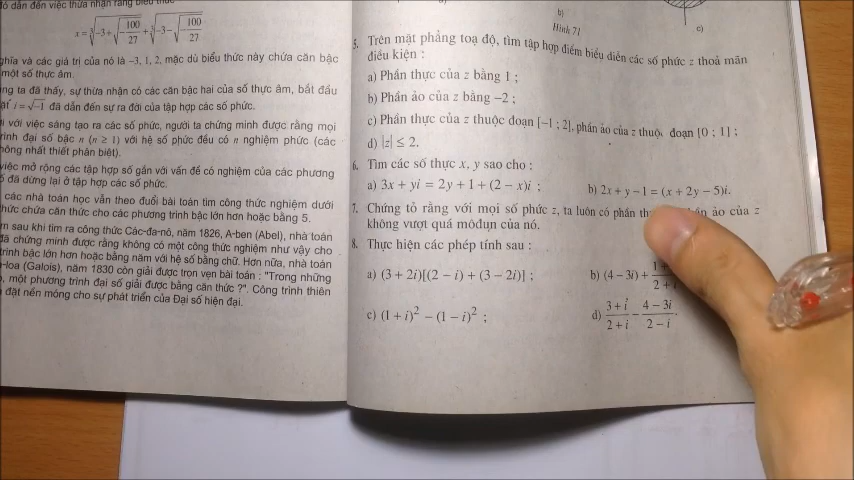 ó dẫn đến việc thừa nhận rằng biểu thức
x = ∛(-3 + √(-100/27)) + ∛(-3 - √(-100/27))
ghĩa và các giá trị của nó là –3, 1, 2, mặc dù biểu thức này chứa căn bậc
một số thực âm.
ng ta đã thấy, sự thừa nhận có các căn bậc hai của số thực âm, bắt đầu
ặt i = √-1 đã dẫn đến sự ra đời của tập hợp các số phức.
i với việc sáng tạo ra các số phức, người ta chứng minh được rằng mọi
rình đại số bậc n (n ≥ 1) với hệ số phức đều có n nghiệm phức (các
hông nhất thiết phân biệt).
việc mở rộng các tập hợp số gắn với vấn đề có nghiệm của các phương
ố đã dừng lại ở tập hợp các số phức.
các nhà toán học vẫn theo đuổi bài toán tìm công thức nghiệm dưới
hức chứa căn thức cho các phương trình bậc lớn hơn hoặc bằng 5.
m sau khi tìm ra công thức Các-đa-nô, năm 1826, A-ben (Abel), nhà toán
đã chứng minh được rằng không có một công thức nghiệm như vậy cho
trình bậc lớn hơn hoặc bằng năm với hệ số bằng chữ. Hơn nữa, nhà toán
-loa (Galois), năm 1830 còn giải được trọn vẹn bài toán : "Trong những
, một phương trình đại số giải được bằng căn thức ?". Công trình thiên
đặt nền móng cho sự phát triển của Đại số hiện đại.
b)
c)
Hình 71
5. Trên mặt phẳng toạ độ, tìm tập hợp điểm biểu diễn các số phức z thoả mãn
điều kiện :
a) Phần thực của z bằng 1 ;
b) Phần ảo của z bằng –2 ;
c) Phần thực của z thuộc đoạn [–1 ; 2], phần ảo của z thuộc đoạn [0 ; 1] ;
d) |z| ≤ 2.
6. Tìm các số thực x, y sao cho :
a) 3x + yi = 2y + 1 + (2 – x)i ;
b) 2x + y – 1 = (x + 2y – 5)i.
7. Chứng tỏ rằng với mọi số phức z, ta luôn có phần ảo của z
không vượt quá môđun của nó.
8. Thực hiện các phép tính sau :
a) (3 + 2i)[(2 – i) + (3 – 2i)] ;
b) (4 – 3i) +
c) (1 + i)² – (1 – i)² ;
d) (3 + i)/(2 + i) – (4 – 3i)/(2 – i).